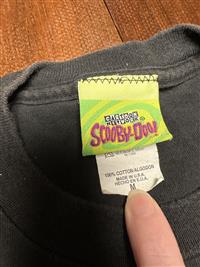 CARTOON
NETWORK
SCOOBY-DOO!
100% COTTON/ALGODON
MADE IN U.S.A.
HECHO EN E.U.A.
M